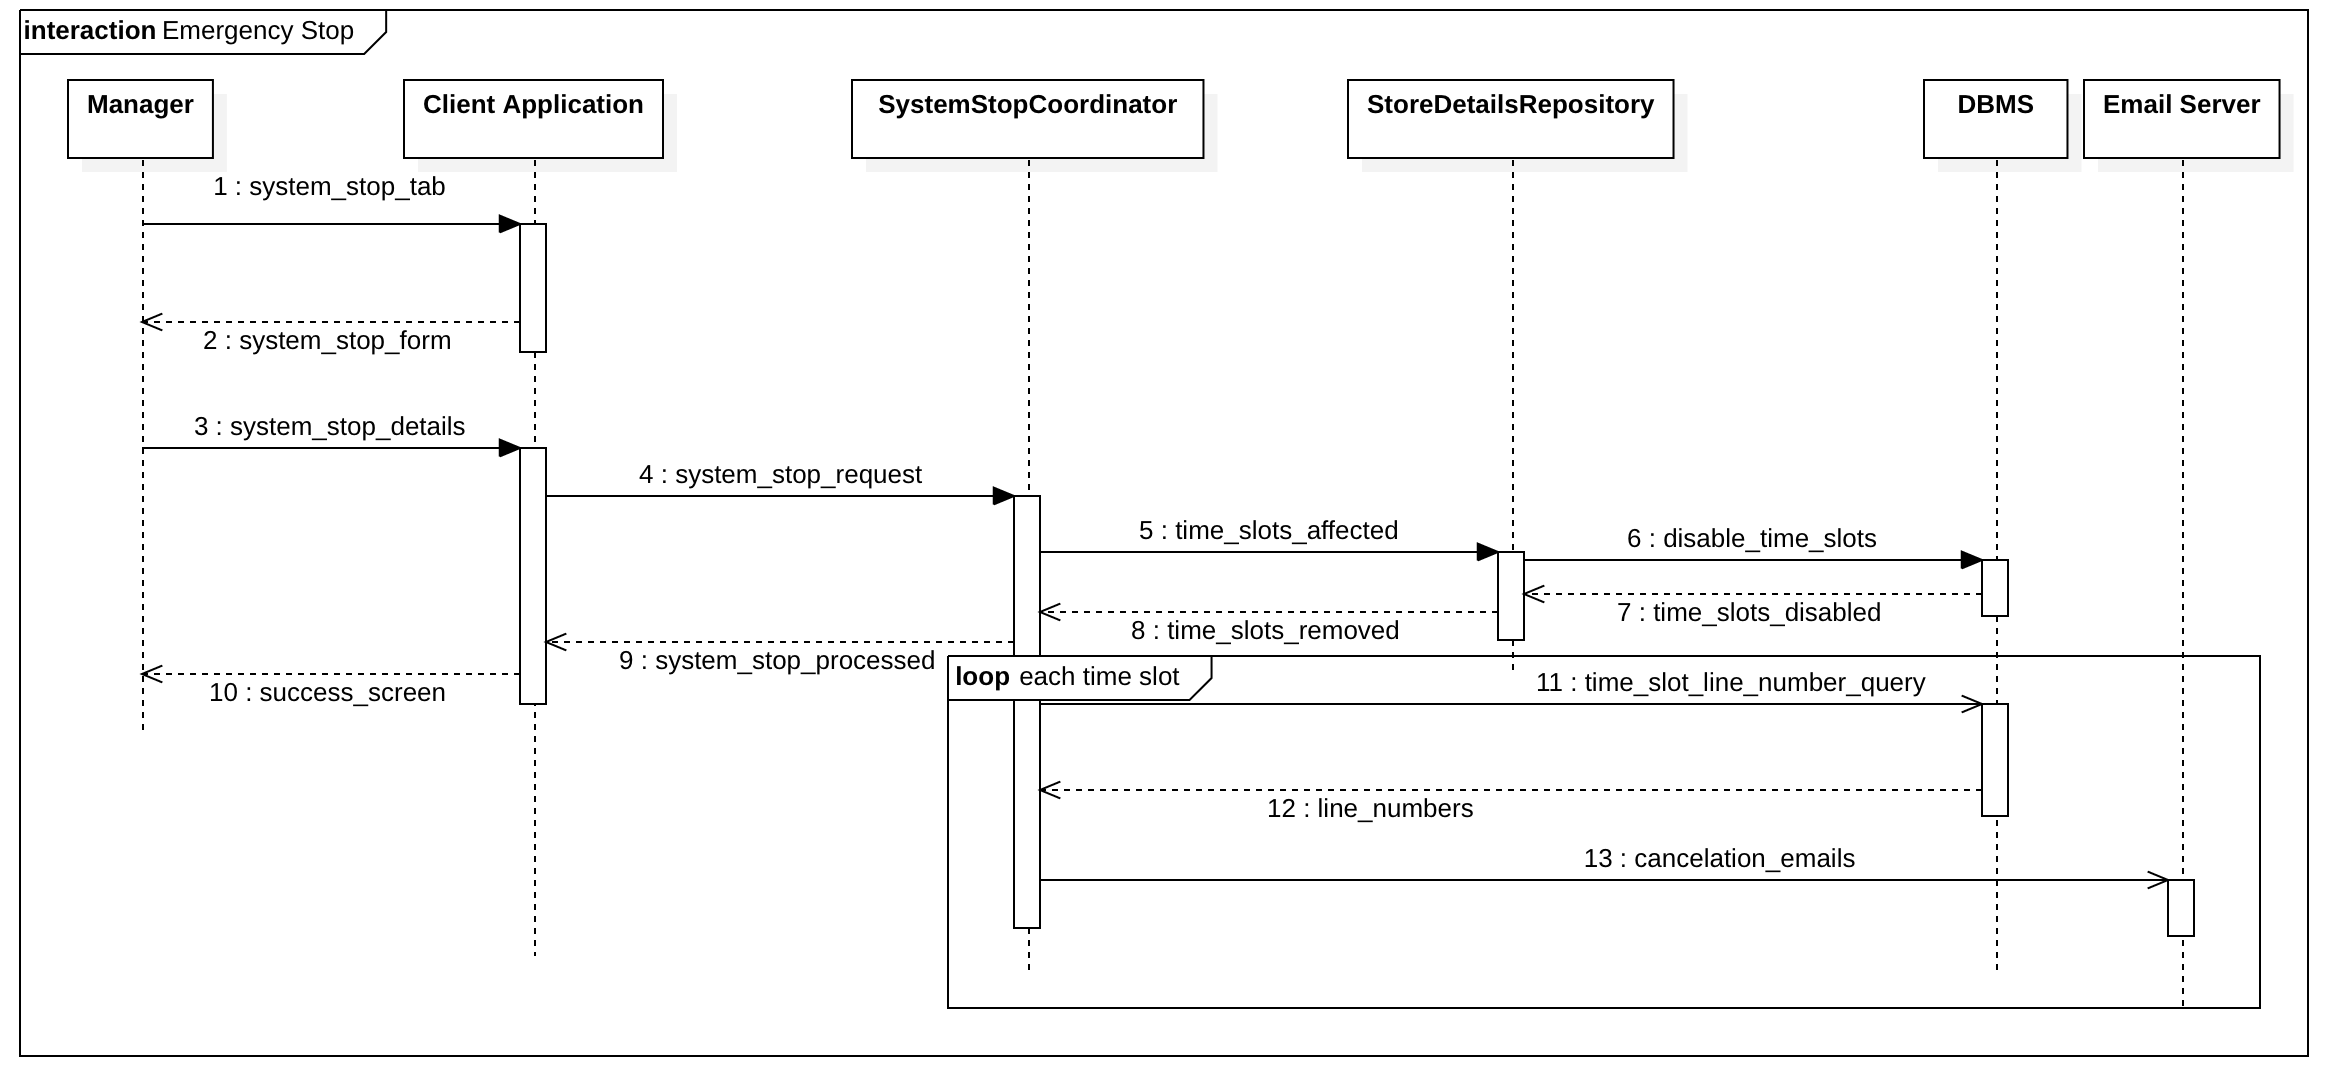 interaction Emergency Stop
Manager
Client Application
SystemStopCoordinator
StoreDetailsRepository
DBMS
Email Server
1 : system_stop_tab
2 : system_stop_form
3 : system_stop_details
4 : system_stop_request
5 : time_slots_affected
6 : disable_time_slots
7 : time_slots_disabled
8 : time_slots_removed
9 : system_stop_processed
10 : success_screen
loop each time slot
11 : time_slot_line_number_query
12 : line_numbers
13 : cancelation_emails